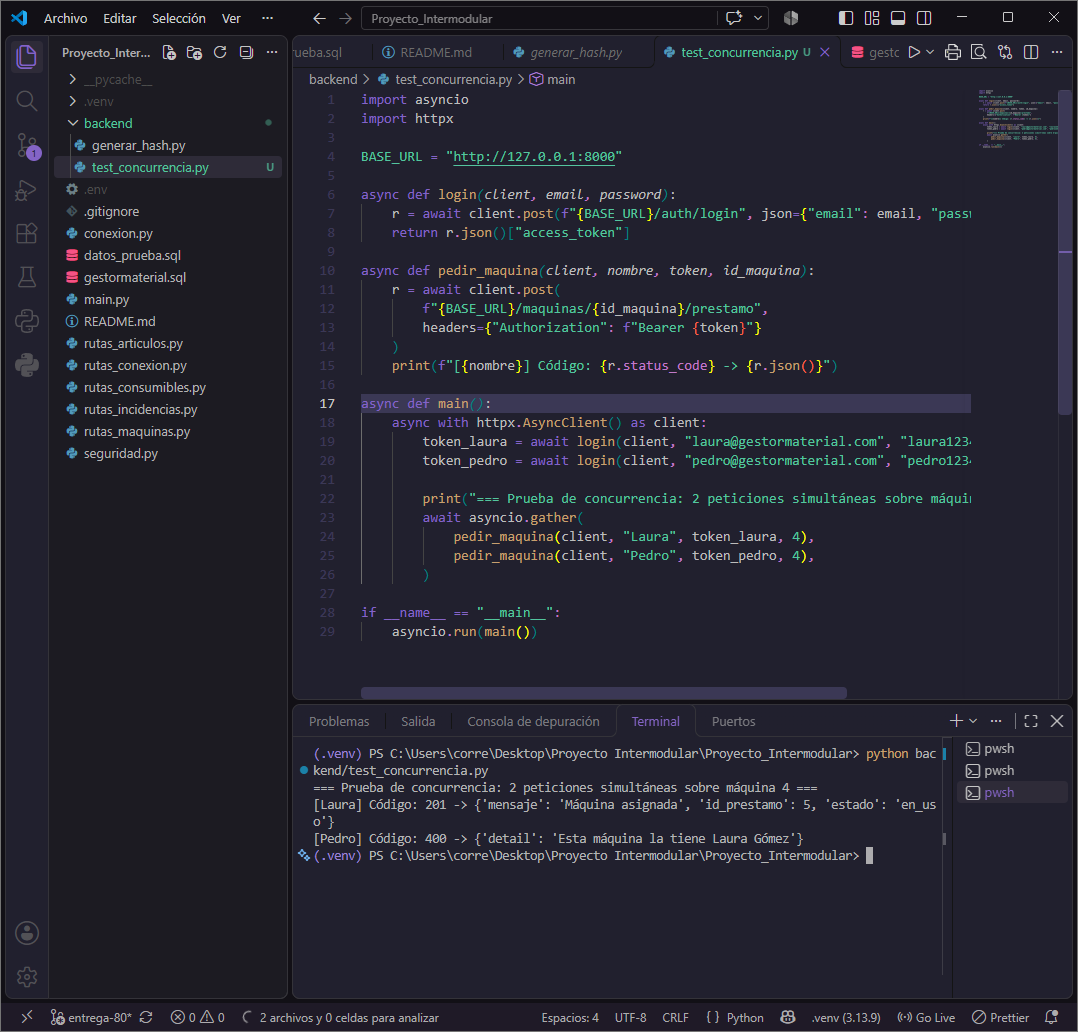 Archivo Editar Selección Ver ··· Proyecto_Intermodular
Proyecto_Inter...
__pycache__
.venv
backend
generar_hash.py
test_concurrencia.py U
.env
.gitignore
conexion.py
datos_prueba.sql
gestormaterial.sql
main.py
README.md
rutas_articulos.py
rutas_conexion.py
rutas_consumibles.py
rutas_incidencias.py
rutas_maquinas.py
seguridad.py
1
rueba.sql README.md generar_hash.py test_concurrencia.py U gestc
backend > test_concurrencia.py > main
1 import asyncio
2 import httpx
3
4 BASE_URL = "http://127.0.0.1:8000"
5
6 async def login(client, email, password):
7 r = await client.post(f"{BASE_URL}/auth/login", json={"email": email, "passw
8 return r.json()["access_token"]
9
10 async def pedir_maquina(client, nombre, token, id_maquina):
11 r = await client.post(
12 f"{BASE_URL}/maquinas/{id_maquina}/prestamo",
13 headers={"Authorization": f"Bearer {token}"}
14 )
15 print(f"[{nombre}] Código: {r.status_code} -> {r.json()}")
16
17 async def main():
18 async with httpx.AsyncClient() as client:
19 token_laura = await login(client, "laura@gestormaterial.com", "laura1234
20 token_pedro = await login(client, "pedro@gestormaterial.com", "pedro1234
21
22 print("=== Prueba de concurrencia: 2 peticiones simultáneas sobre máquin
23 await asyncio.gather(
24 pedir_maquina(client, "Laura", token_laura, 4),
25 pedir_maquina(client, "Pedro", token_pedro, 4),
26 )
27
28 if __name__ == "__main__":
29 asyncio.run(main())
Problemas Salida Consola de depuración Terminal Puertos
(.venv) PS C:\Users\corre\Desktop\Proyecto Intermodular\Proyecto_Intermodular> python bac
kend/test_concurrencia.py
=== Prueba de concurrencia: 2 peticiones simultáneas sobre máquina 4 ===
[Laura] Código: 201 -> {'mensaje': 'Máquina asignada', 'id_prestamo': 5, 'estado': 'en_us
o'}
[Pedro] Código: 400 -> {'detail': 'Esta máquina la tiene Laura Gómez'}
(.venv) PS C:\Users\corre\Desktop\Proyecto Intermodular\Proyecto_Intermodular>
pwsh
pwsh
pwsh
entrega-80* 0 0 2 archivos y 0 celdas para analizar Espacios: 4 UTF-8 CRLF { } Python .venv (3.13.9) Go Live Prettier